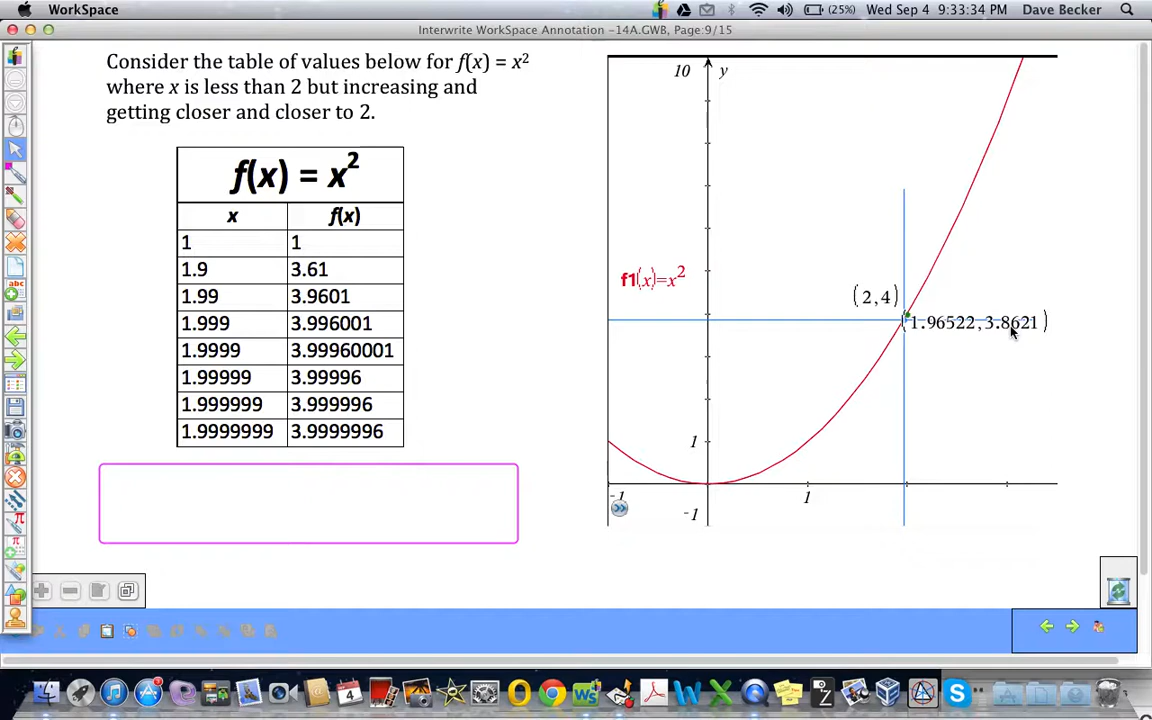 WorkSpace
(25%)
Wed Sep 4 9:33:34 PM
Dave Becker
Interwrite WorkSpace Annotation -14A.GWB, Page:9/15
Consider the table of values below for f(x) = x²
where x is less than 2 but increasing and
getting closer and closer to 2.
f(x) = x²
x f(x)
1 1
1.9 3.61
1.99 3.9601
1.999 3.996001
1.9999 3.99960001
1.99999 3.99996
1.999999 3.999996
1.9999999 3.9999996
10 y
f1(x)=x²
(2,4)
(1.96522,3.8621)
1
-1 1
-1
abc
π
π
4
W
S
Z